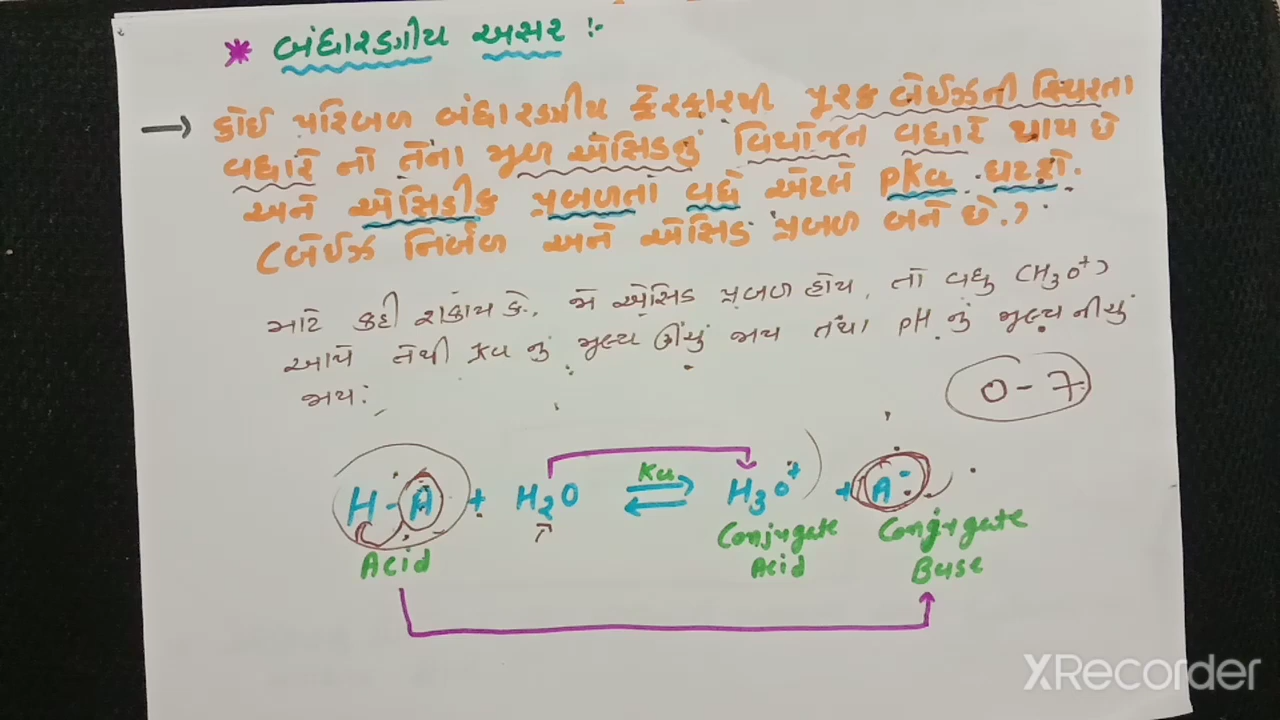 * બંધારણીય અસર :-
→ કોઈ પરિબળ બંધારણીય ફેરફારથી પૂરક બેઈઝની સ્થિરતા
વધારે તો તેના મૂળ એસિડનું વિયોજન વધારે થાય છે
અને એસિડીક પ્રબળતા વધે એટલે pKa ઘટશે.
(બેઈઝ નિર્બળ અને એસિડ પ્રબળ બને છે.)
માટે કહી શકાય કે, જો એસિડ પ્રબળ હોય, તો વધુ (H3O+)
આપે તેથી Ka નું મૂલ્ય ઊંચું જાય તથા pH નું મૂલ્ય નીચું
જાય.
0-7
H-A + H2O ⇌ Ka H3O+ + A-
Acid Conjugate Acid Conjugate Base
XRecorder